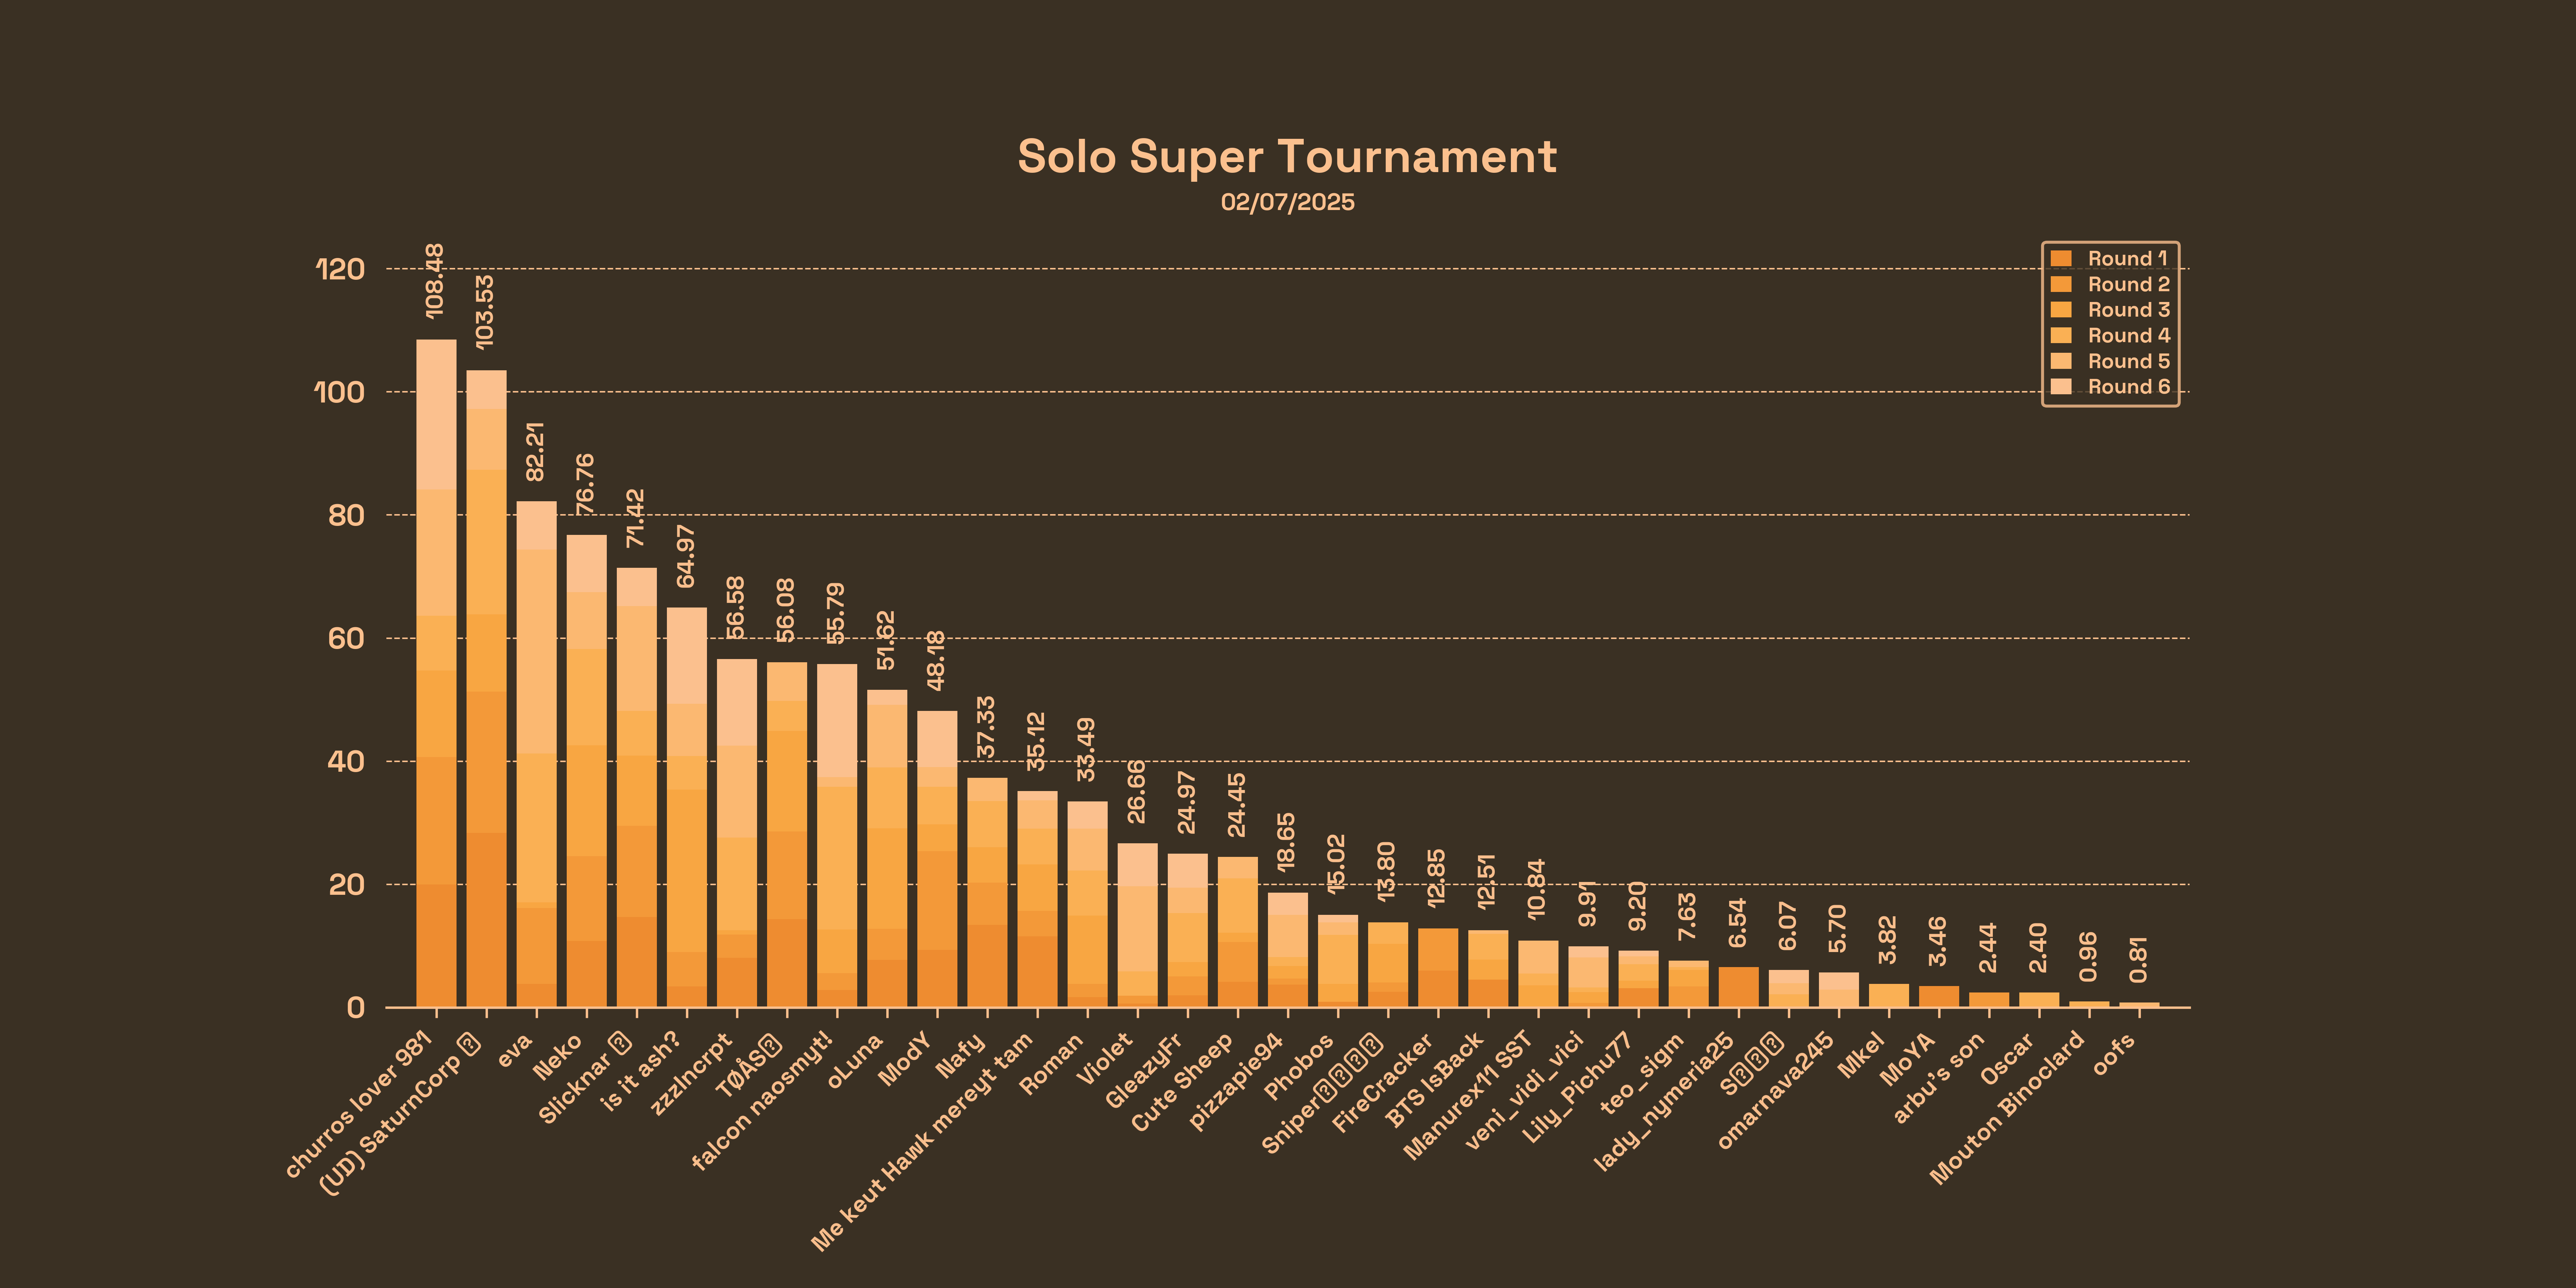 Solo Super Tournament
02/07/2025
Round 1
Round 2
Round 3
Round 4
Round 5
Round 6
120
100
80
60
40
20
0
108.48
103.53
82.21
76.76
71.42
64.97
56.58
56.08
55.79
51.62
48.18
37.33
35.12
33.49
26.66
24.97
24.45
18.65
15.02
13.80
12.85
12.51
10.84
9.91
9.20
7.63
6.54
6.07
5.70
3.82
3.46
2.44
2.40
0.96
0.81
churros lover 981
(UD) SaturnCorp
eva
Neko
Slicknar
is it ash?
zzzIncrpt
TØÅS
falcon naosmyt!
oLuna
ModY
Nafy
Me keut Hawk mereyt tam
Roman
Violet
GleazyFr
Cute Sheep
pizzapie94
Phobos
Sniper
FireCracker
BTS IsBack
Manurex11 SST
veni_vidi_vici
Lily_Pichu77
teo_sigm
lady_nymeria25
S
omarnava245
Mkel
MoYA
arbu's son
Oscar
Mouton Binoclard
oofs